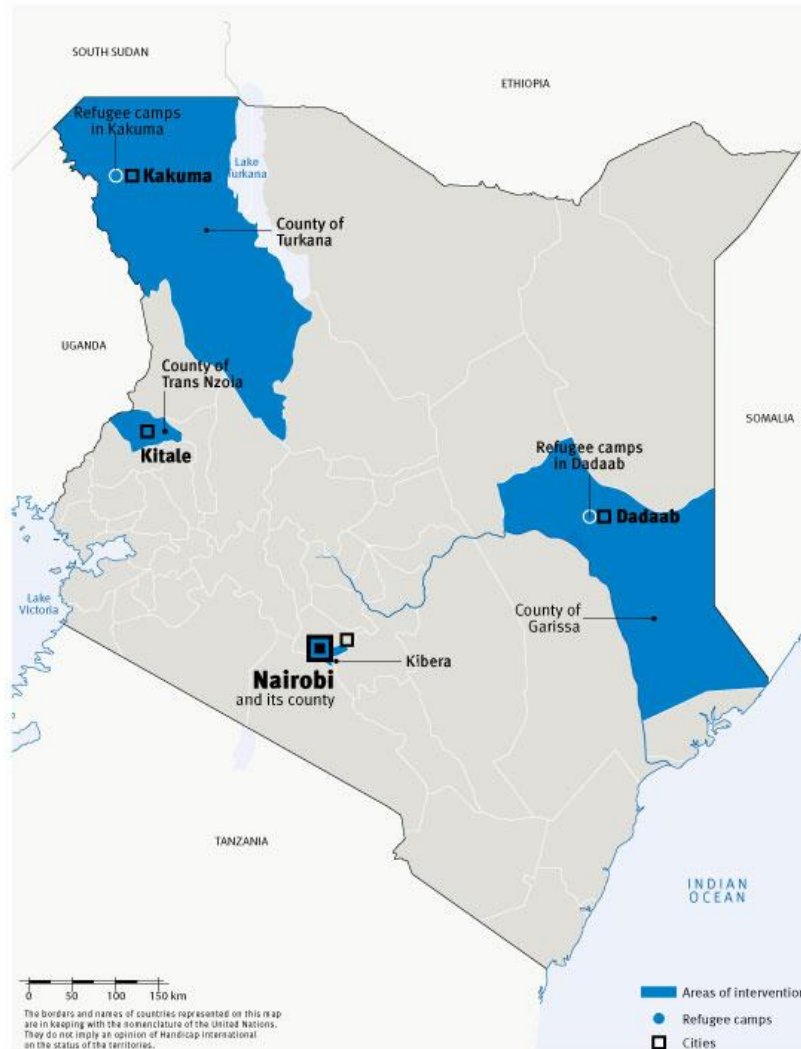 SOUTH SUDAN
ETHIOPIA
Refugee camps
in Kakuma
Kakuma
Lake
Turkana
County of
Turkana
UGANDA
County of
Trans Nzoia
Kitale
SOMALIA
Refugee camps
in Dadaab
Dadaab
Lake
Victoria
County of
Garissa
Kibera
Nairobi
and its county
TANZANIA
INDIAN
OCEAN
0 50 100 150 km
The borders and names of countries represented on this map
are in keeping with the nomenclature of the United Nations.
They do not imply an opinion of Handicap International
on the status of the territories.
Areas of intervention
Refugee camps
Cities